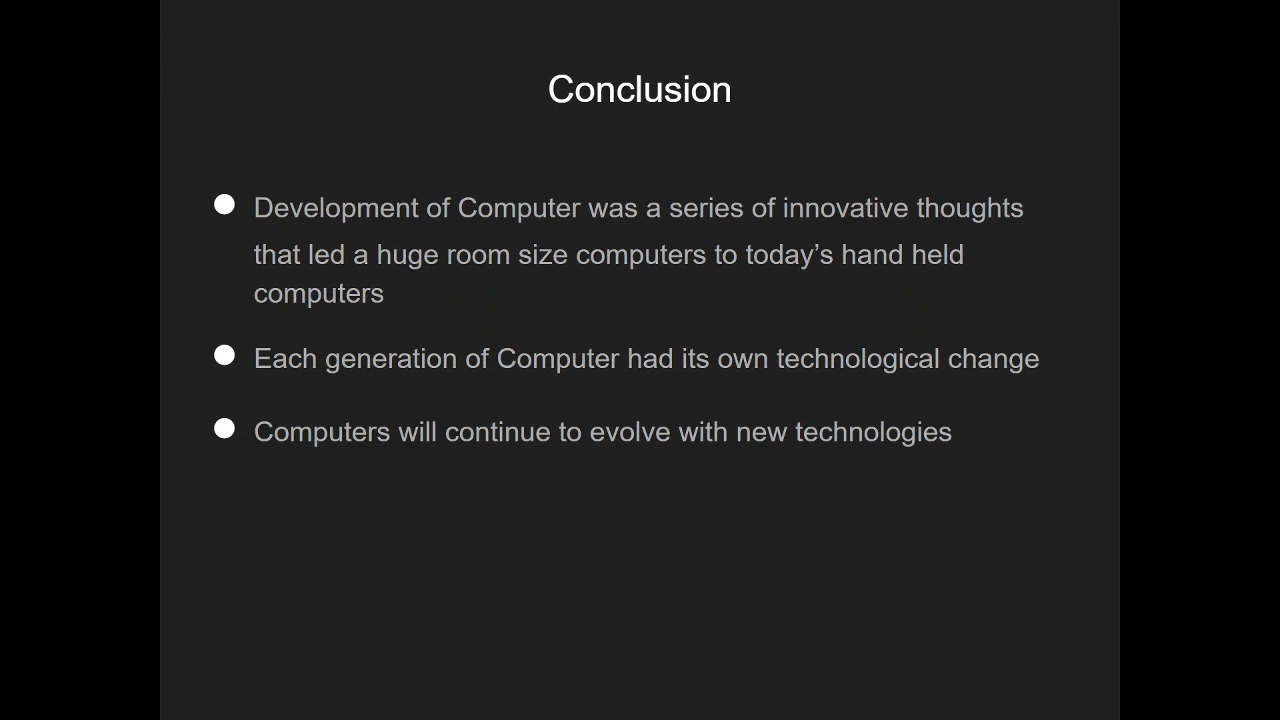 Conclusion
Development of Computer was a series of innovative thoughts
that led a huge room size computers to today’s hand held
computers
Each generation of Computer had its own technological change
Computers will continue to evolve with new technologies